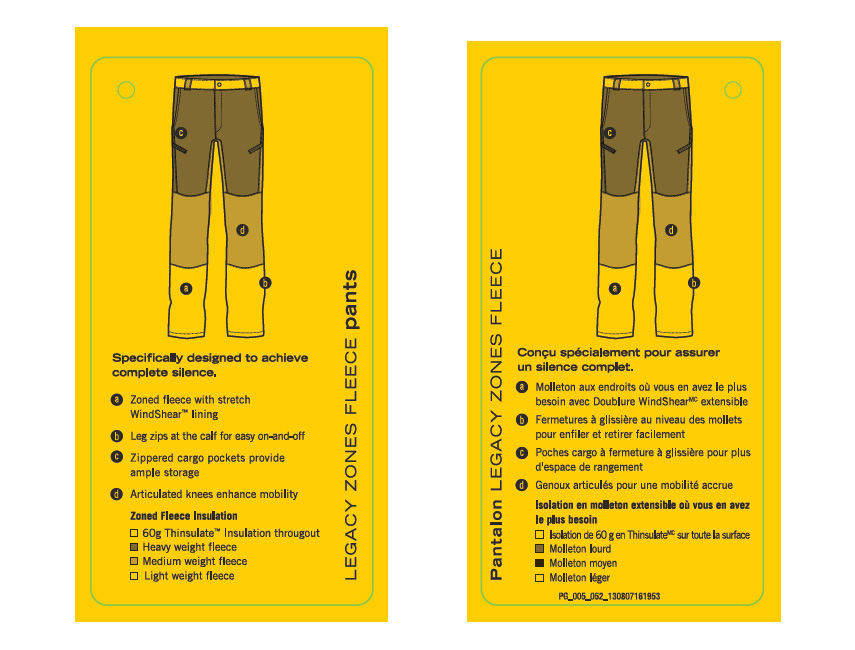 c
d
a
b
LEGACY ZONES FLEECE pants
Specifically designed to achieve
complete silence.
a Zoned fleece with stretch
WindShear™ lining
b Leg zips at the calf for easy on-and-off
c Zippered cargo pockets provide
ample storage
d Articulated knees enhance mobility
Zoned Fleece Insulation
60g Thinsulate™ Insulation througout
Heavy weight fleece
Medium weight fleece
Light weight fleece
c
d
a
b
Pantalon LEGACY ZONES FLEECE
Conçu spécialement pour assurer
un silence complet.
a Molleton aux endroits où vous en avez le plus
besoin avec Doublure WindShearᴹᶜ extensible
b Fermetures à glissière au niveau des mollets
pour enfiler et retirer facilement
c Poches cargo à fermeture à glissière pour plus
d'espace de rangement
d Genoux articulés pour une mobilité accrue
Isolation en molleton extensible où vous en avez
le plus besoin
Isolation de 60 g en Thinsulateᴹᶜ sur toute la surface
Molleton lourd
Molleton moyen
Molleton léger
PG_005_052_130807161953